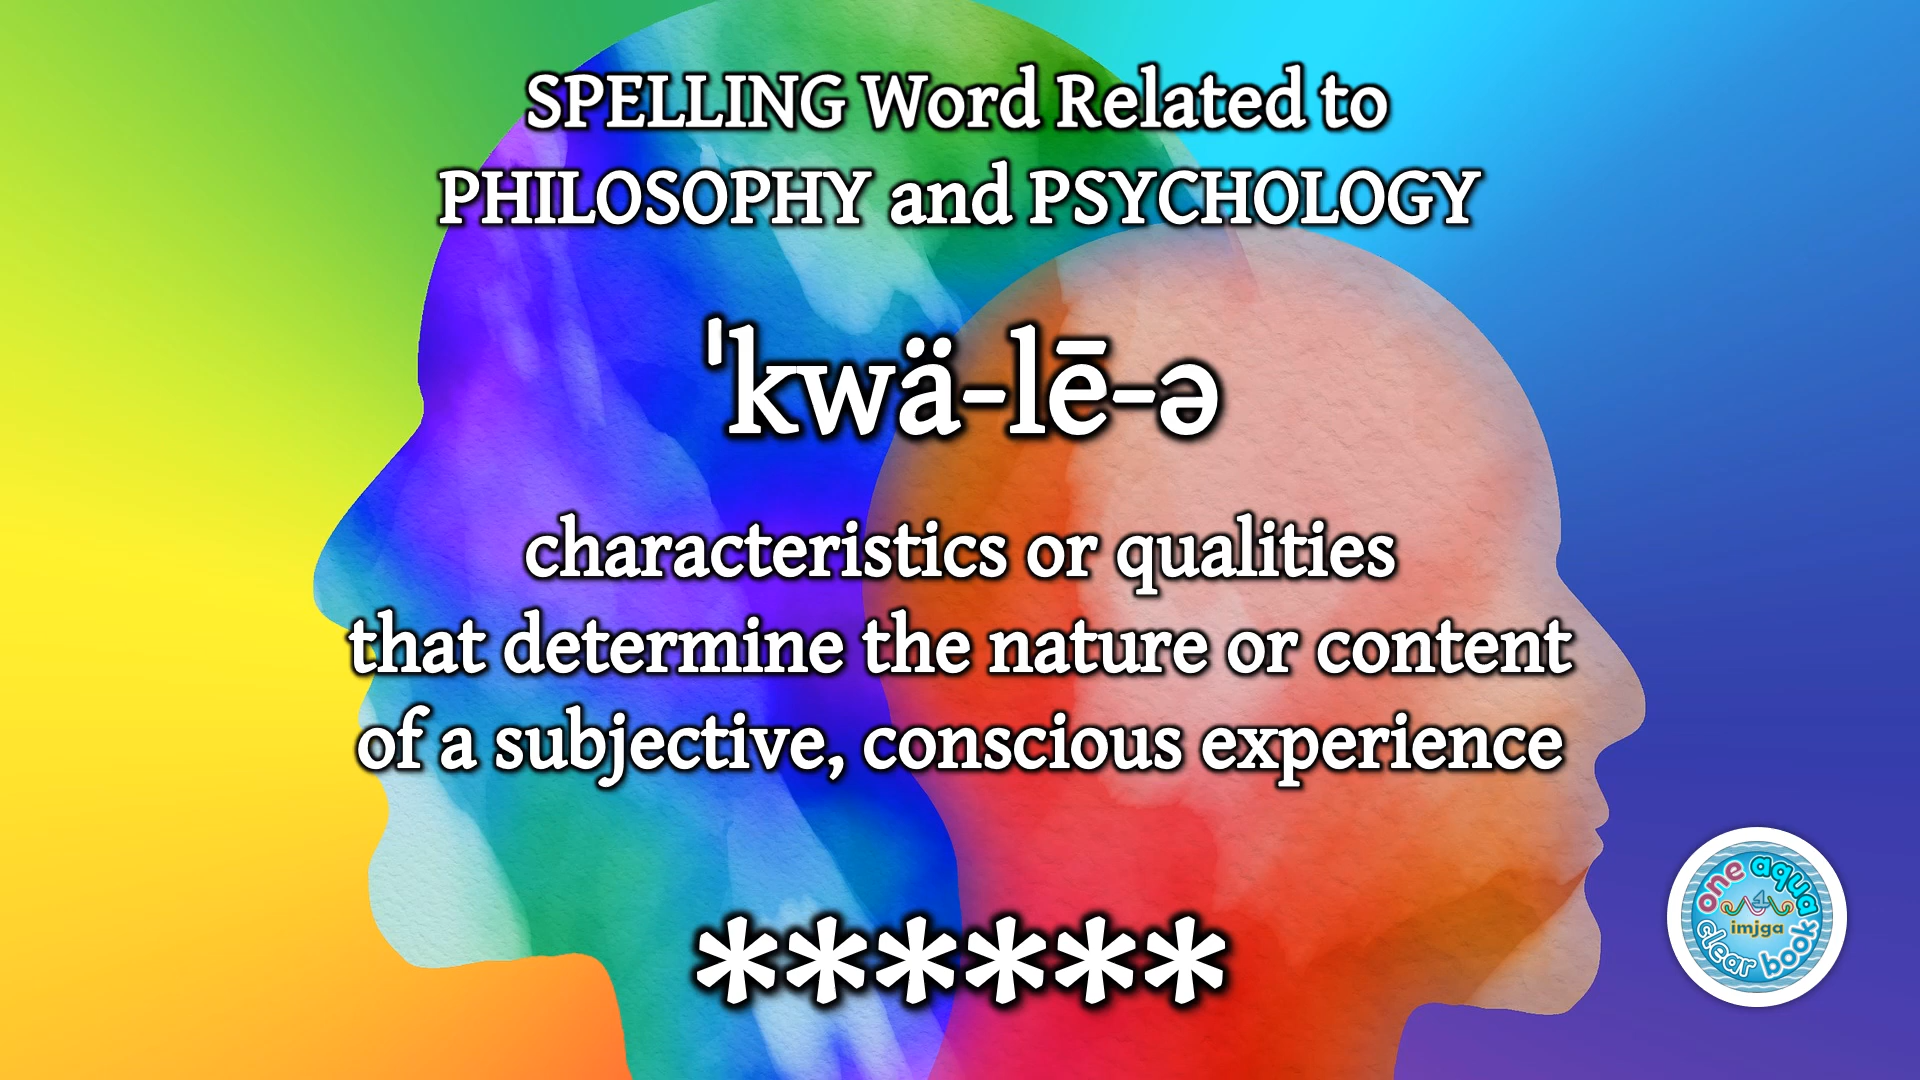 SPELLING Word Related to
PHILOSOPHY and PSYCHOLOGY
ˈkwä-lē-ə
characteristics or qualities
that determine the nature or content
of a subjective, conscious experience
******
one aqua
imjga
clear book